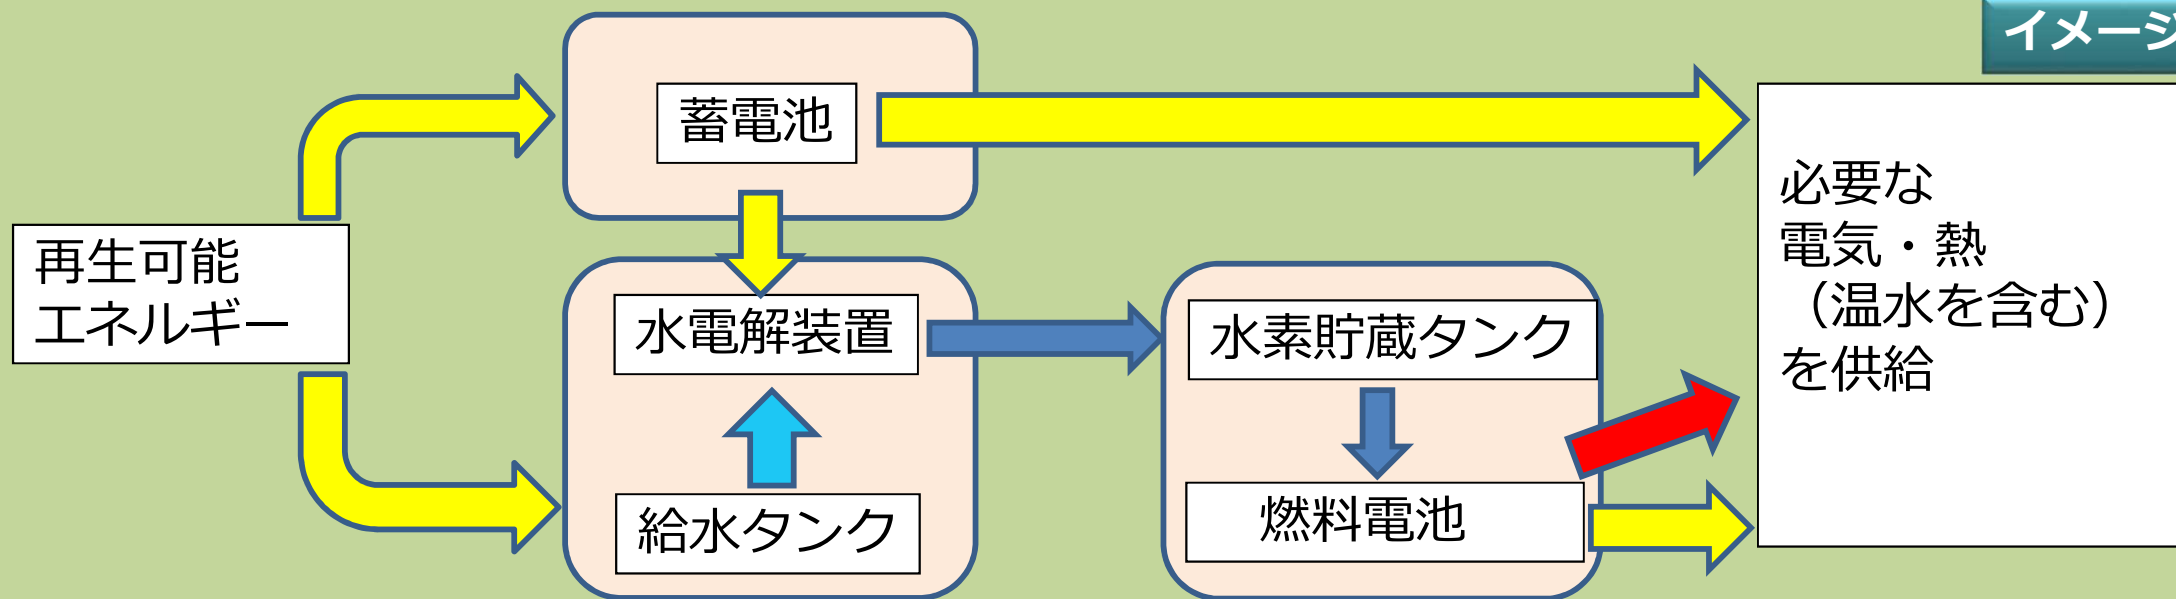 イメージ
蓄電池
再生可能
エネルギー
水電解装置
給水タンク
水素貯蔵タンク
燃料電池
必要な
電気・熱
（温水を含む）
を供給